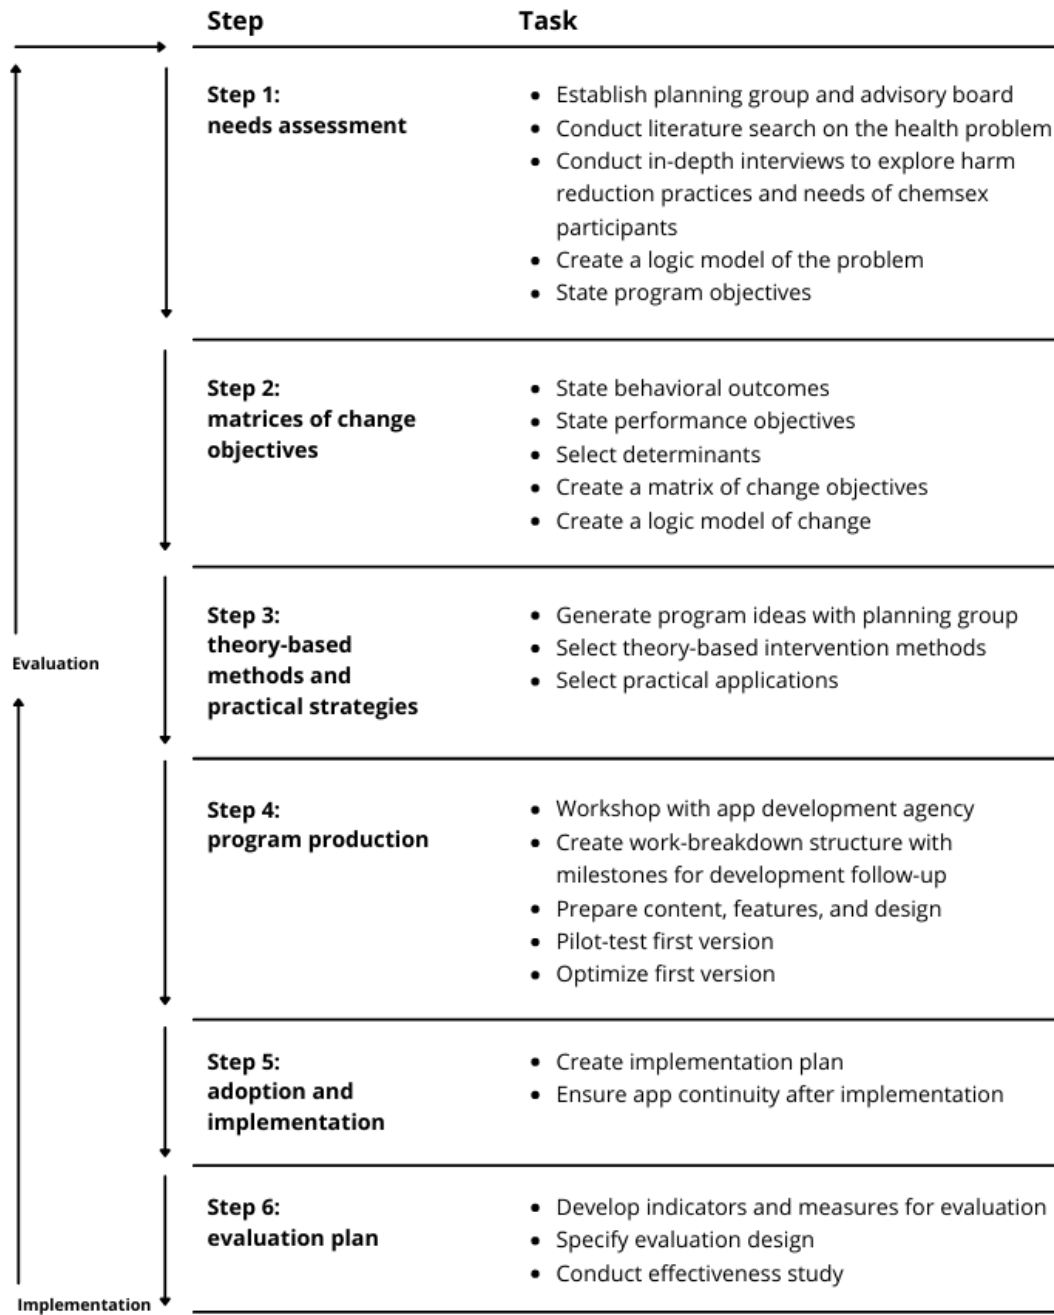 Step Task
Step 1:
needs assessment
• Establish planning group and advisory board
• Conduct literature search on the health problem
• Conduct in-depth interviews to explore harm
reduction practices and needs of chemsex
participants
• Create a logic model of the problem
• State program objectives
Step 2:
matrices of change
objectives
• State behavioral outcomes
• State performance objectives
• Select determinants
• Create a matrix of change objectives
• Create a logic model of change
Step 3:
theory-based
methods and
practical strategies
• Generate program ideas with planning group
• Select theory-based intervention methods
• Select practical applications
Evaluation
Step 4:
program production
• Workshop with app development agency
• Create work-breakdown structure with
milestones for development follow-up
• Prepare content, features, and design
• Pilot-test first version
• Optimize first version
Step 5:
adoption and
implementation
• Create implementation plan
• Ensure app continuity after implementation
Step 6:
evaluation plan
• Develop indicators and measures for evaluation
• Specify evaluation design
• Conduct effectiveness study
Implementation